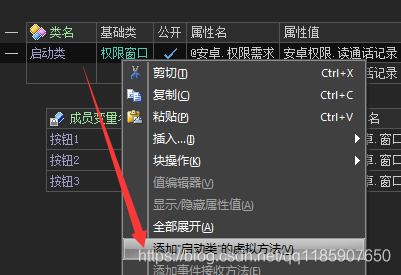 类名 基础类 公开 属性名 属性值
启动类 权限窗口 @安卓.权限需求 安卓权限.读通话记录
剪切(T) Ctrl+X 读通话记录
复制(C) Ctrl+C
粘贴(P) Ctrl+V
成员变量名
插入...(I)
按钮1 块操作(K) 卓.窗口
按钮2 值编辑器(V) 卓.窗口
按钮3 显示/隐藏属性值(A) 卓.窗口
全部展开(A)
添加"启动类"的虚拟方法(V)
https://blog.csdn.net/qq1185907650
添加事件接收方法(E)